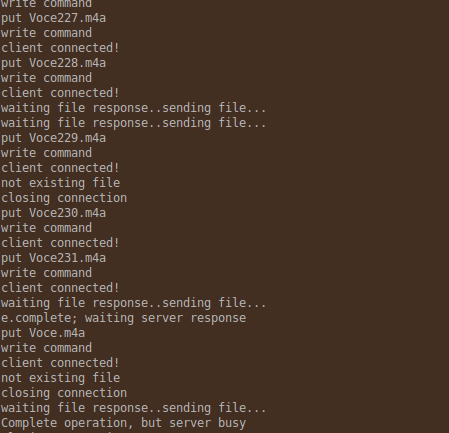 write command
put Voce227.m4a
write command
client connected!
put Voce228.m4a
write command
client connected!
waiting file response..sending file...
waiting file response..sending file...
put Voce229.m4a
write command
client connected!
not existing file
closing connection
put Voce230.m4a
write command
client connected!
put Voce231.m4a
write command
client connected!
waiting file response..sending file...
e.complete; waiting server response
put Voce.m4a
write command
client connected!
not existing file
closing connection
waiting file response..sending file...
Complete operation, but server busy